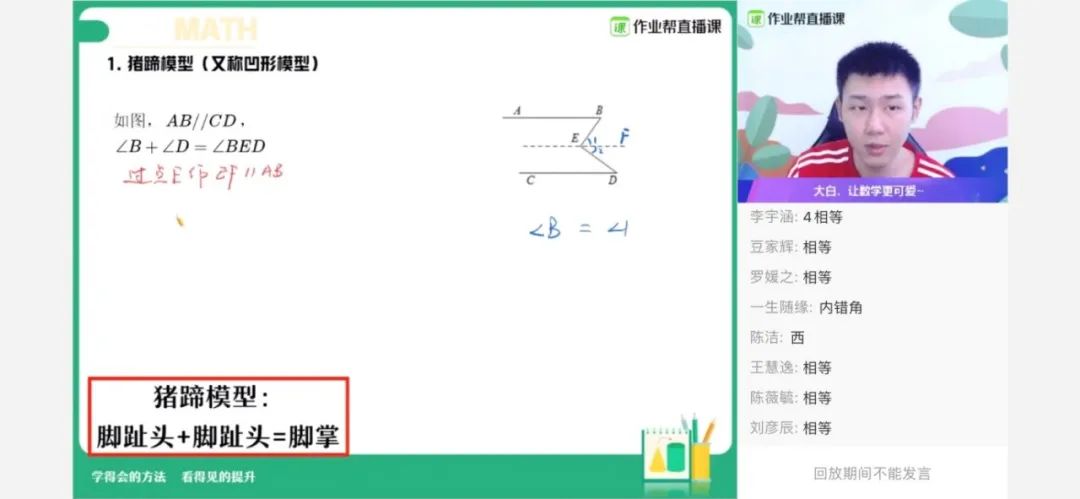 MATH
课 作业帮直播课
1. 猪蹄模型（又称凹形模型）
如图，AB//CD，
∠B+∠D=∠BED
过点E作EF//AB
A B
E 1 F
2
C D
∠B = ∠1
猪蹄模型：
脚趾头+脚趾头=脚掌
学得会的方法 看得见的提升
课 作业帮直播课
大白、让数学更可爱~
李宇涵: 4相等
豆家辉: 相等
罗媛之: 相等
一生随缘: 内错角
陈洁: 西
王慧逸: 相等
陈薇毓: 相等
刘彦辰: 相等
回放期间不能发言